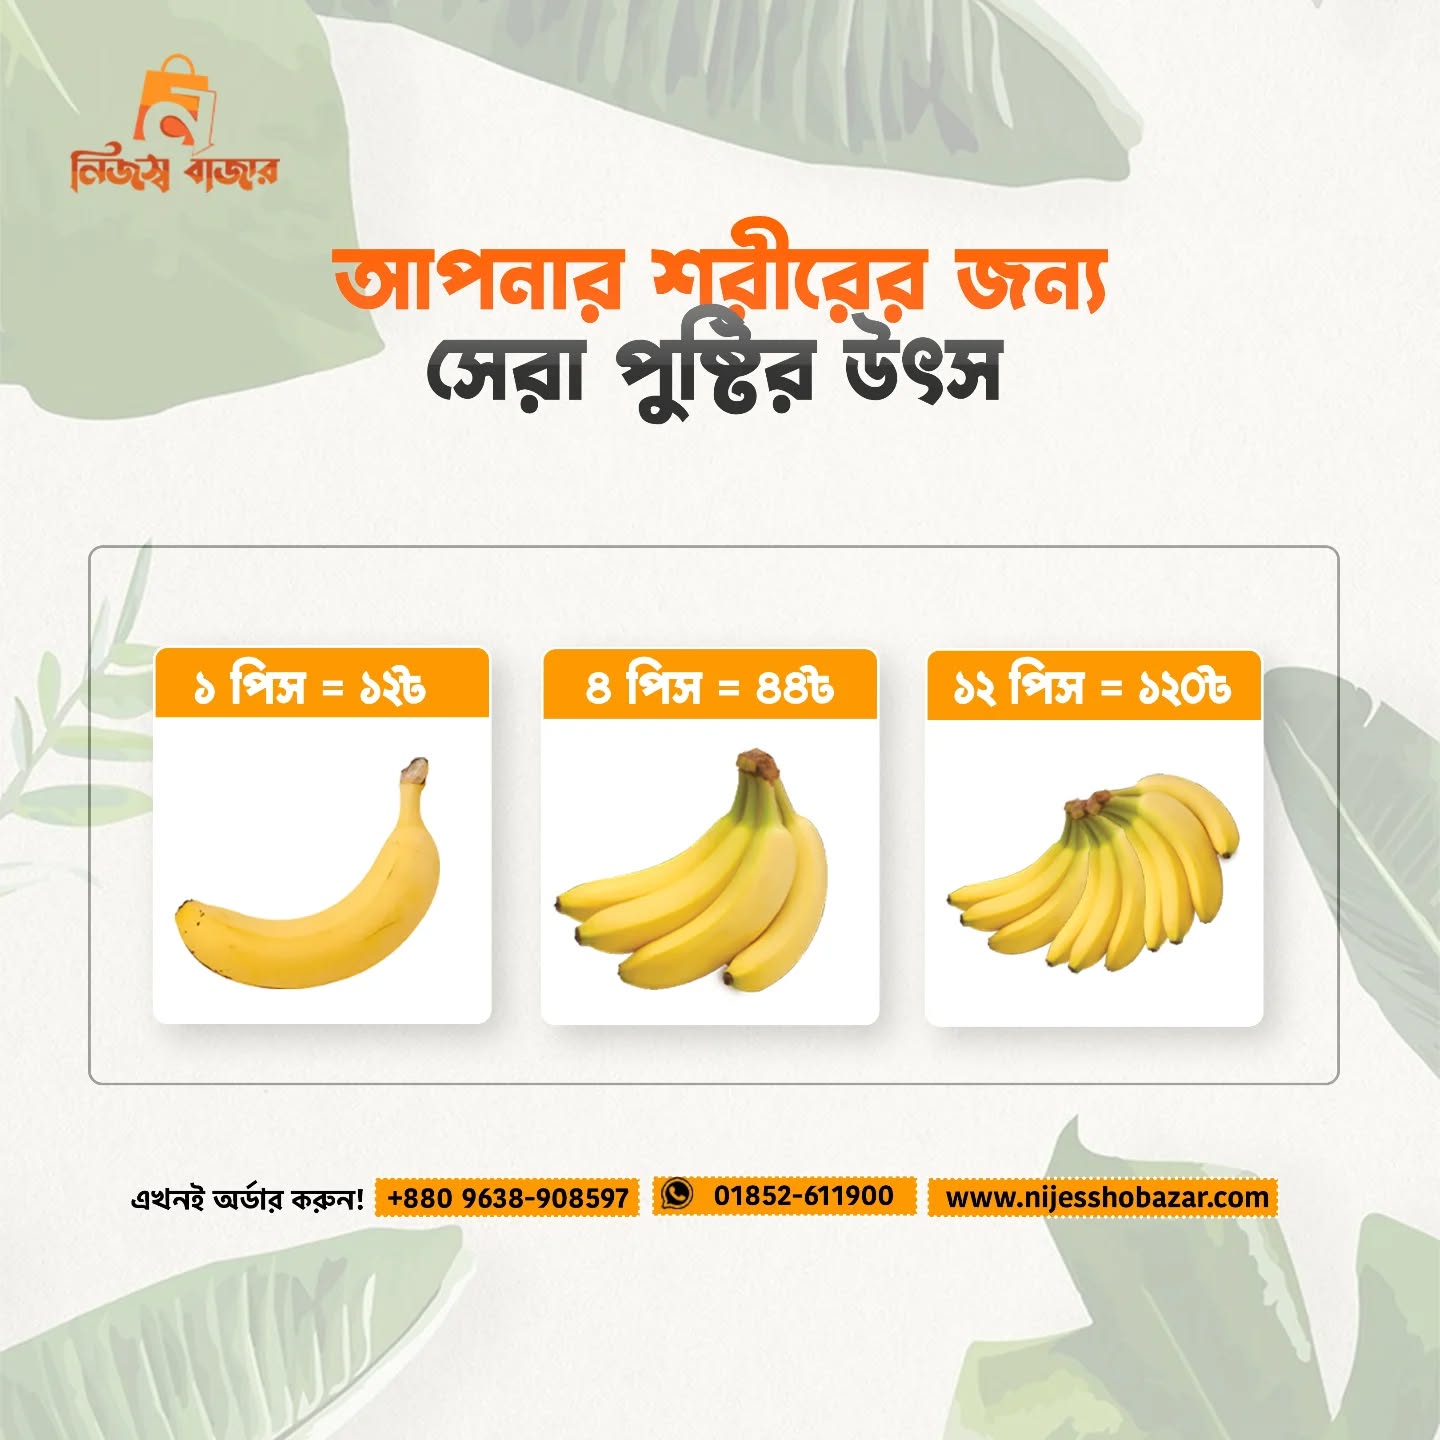 নিজস্ব বাজার
আপনার শরীরের জন্য
সেরা পুষ্টির উৎস
১ পিস = ১২৳
৪ পিস = ৪৪৳
১২ পিস = ১২০৳
এখনই অর্ডার করুন! +880 9638-908597 01852-611900 www.nijesshobazar.com